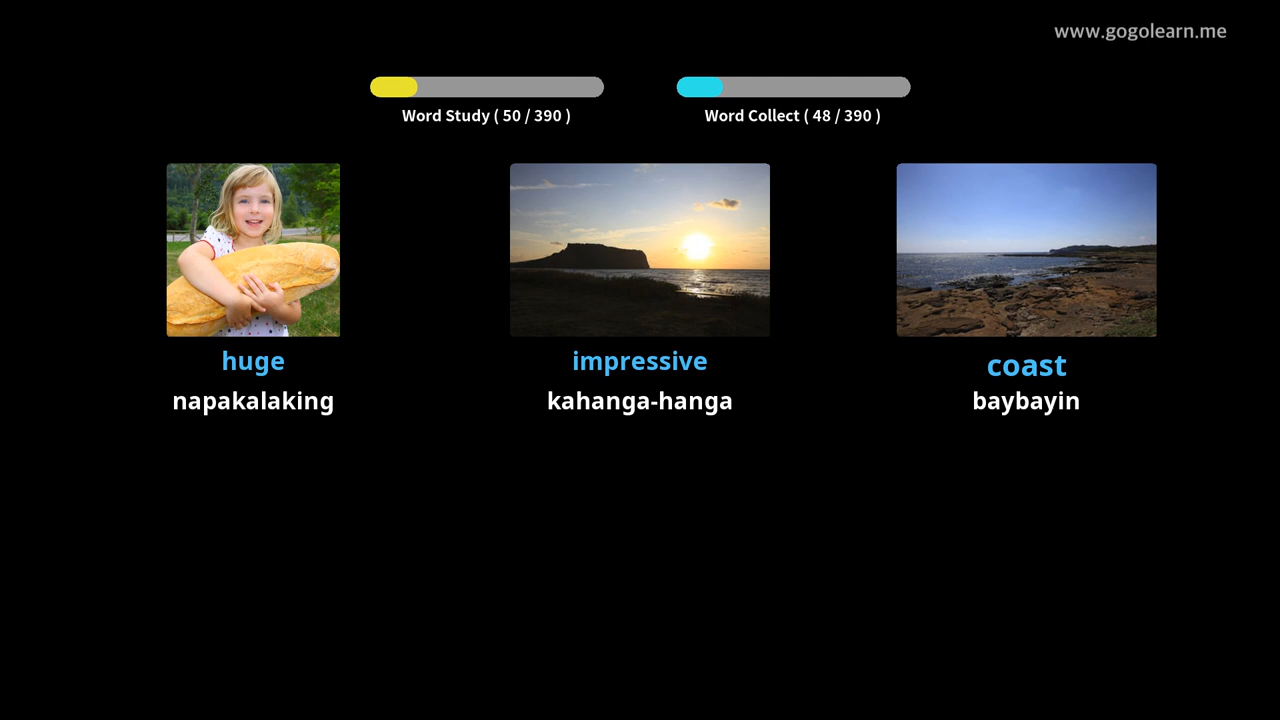 www.gogolearn.me
Word Study ( 50 / 390 )
Word Collect ( 48 / 390 )
huge
napakalaking
impressive
kahanga-hanga
coast
baybayin